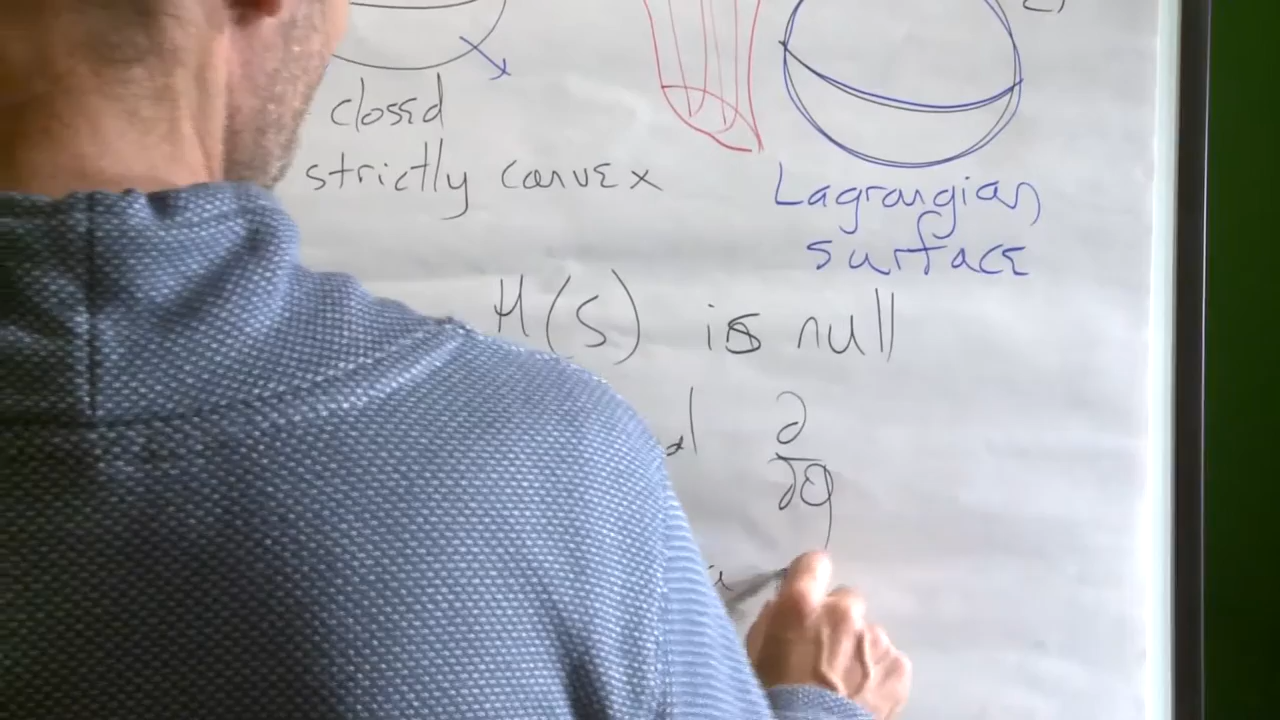 closed
strictly convex
Lagrangian
surface
H(S) is null
∂
∂θ